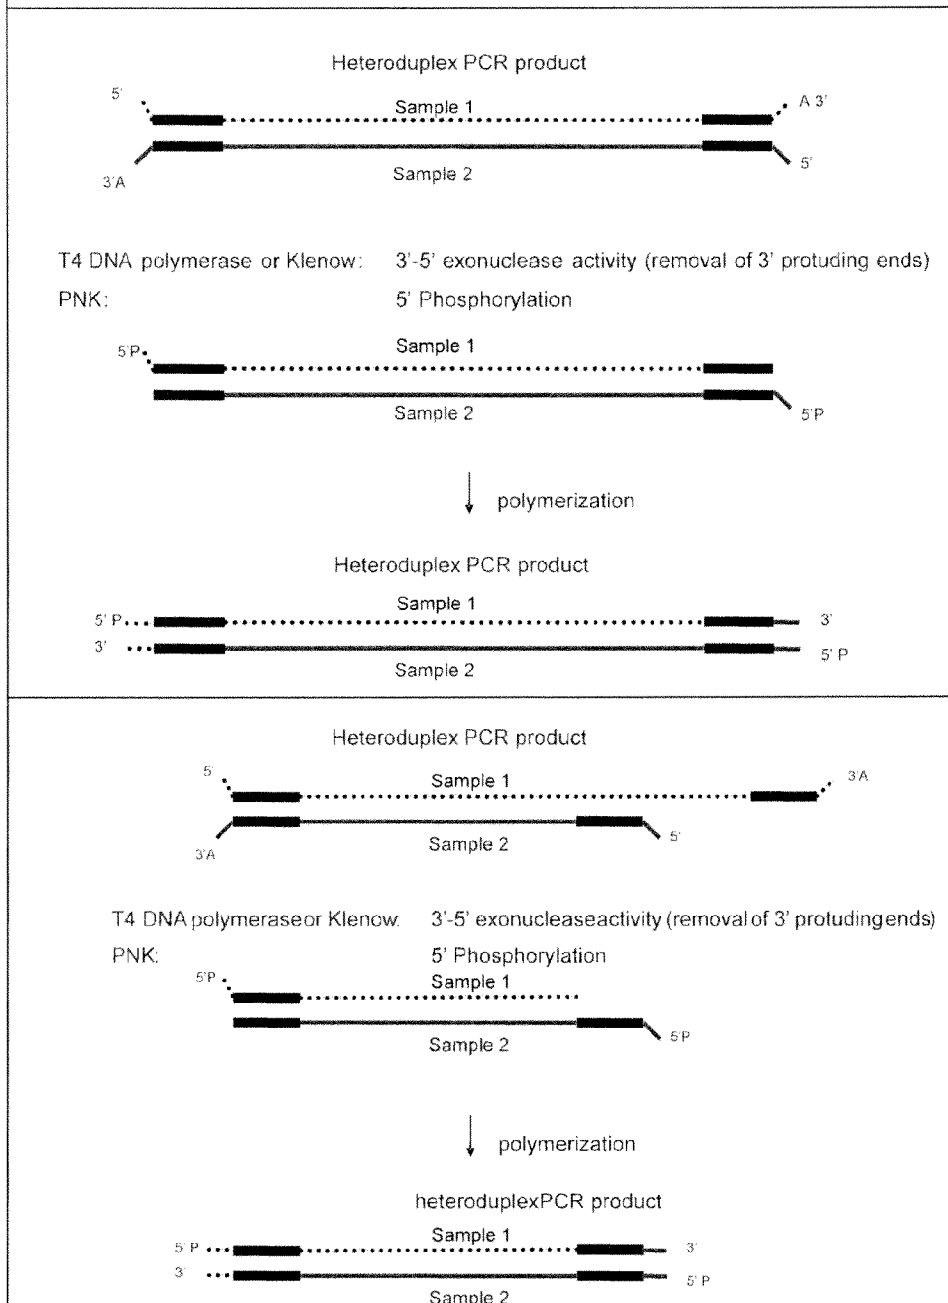 Heteroduplex PCR product
5'
Sample 1
A 3'
3'A
Sample 2
5'
T4 DNA polymerase or Klenow: 3'-5' exonuclease activity (removal of 3' protuding ends)
PNK: 5' Phosphorylation
5'P
Sample 1
Sample 2
5'P
polymerization
Heteroduplex PCR product
Sample 1
5' P
3'
3'
Sample 2
5' P
Heteroduplex PCR product
5'
Sample 1
3'A
3'A
Sample 2
5'
T4 DNA polymeraseor Klenow: 3'-5' exonucleaseactivity (removal of 3' protudingends)
PNK: 5' Phosphorylation
5'P
Sample 1
Sample 2
5'P
polymerization
heteroduplexPCR product
Sample 1
5' P
3'
3'
5' P
Sample 2